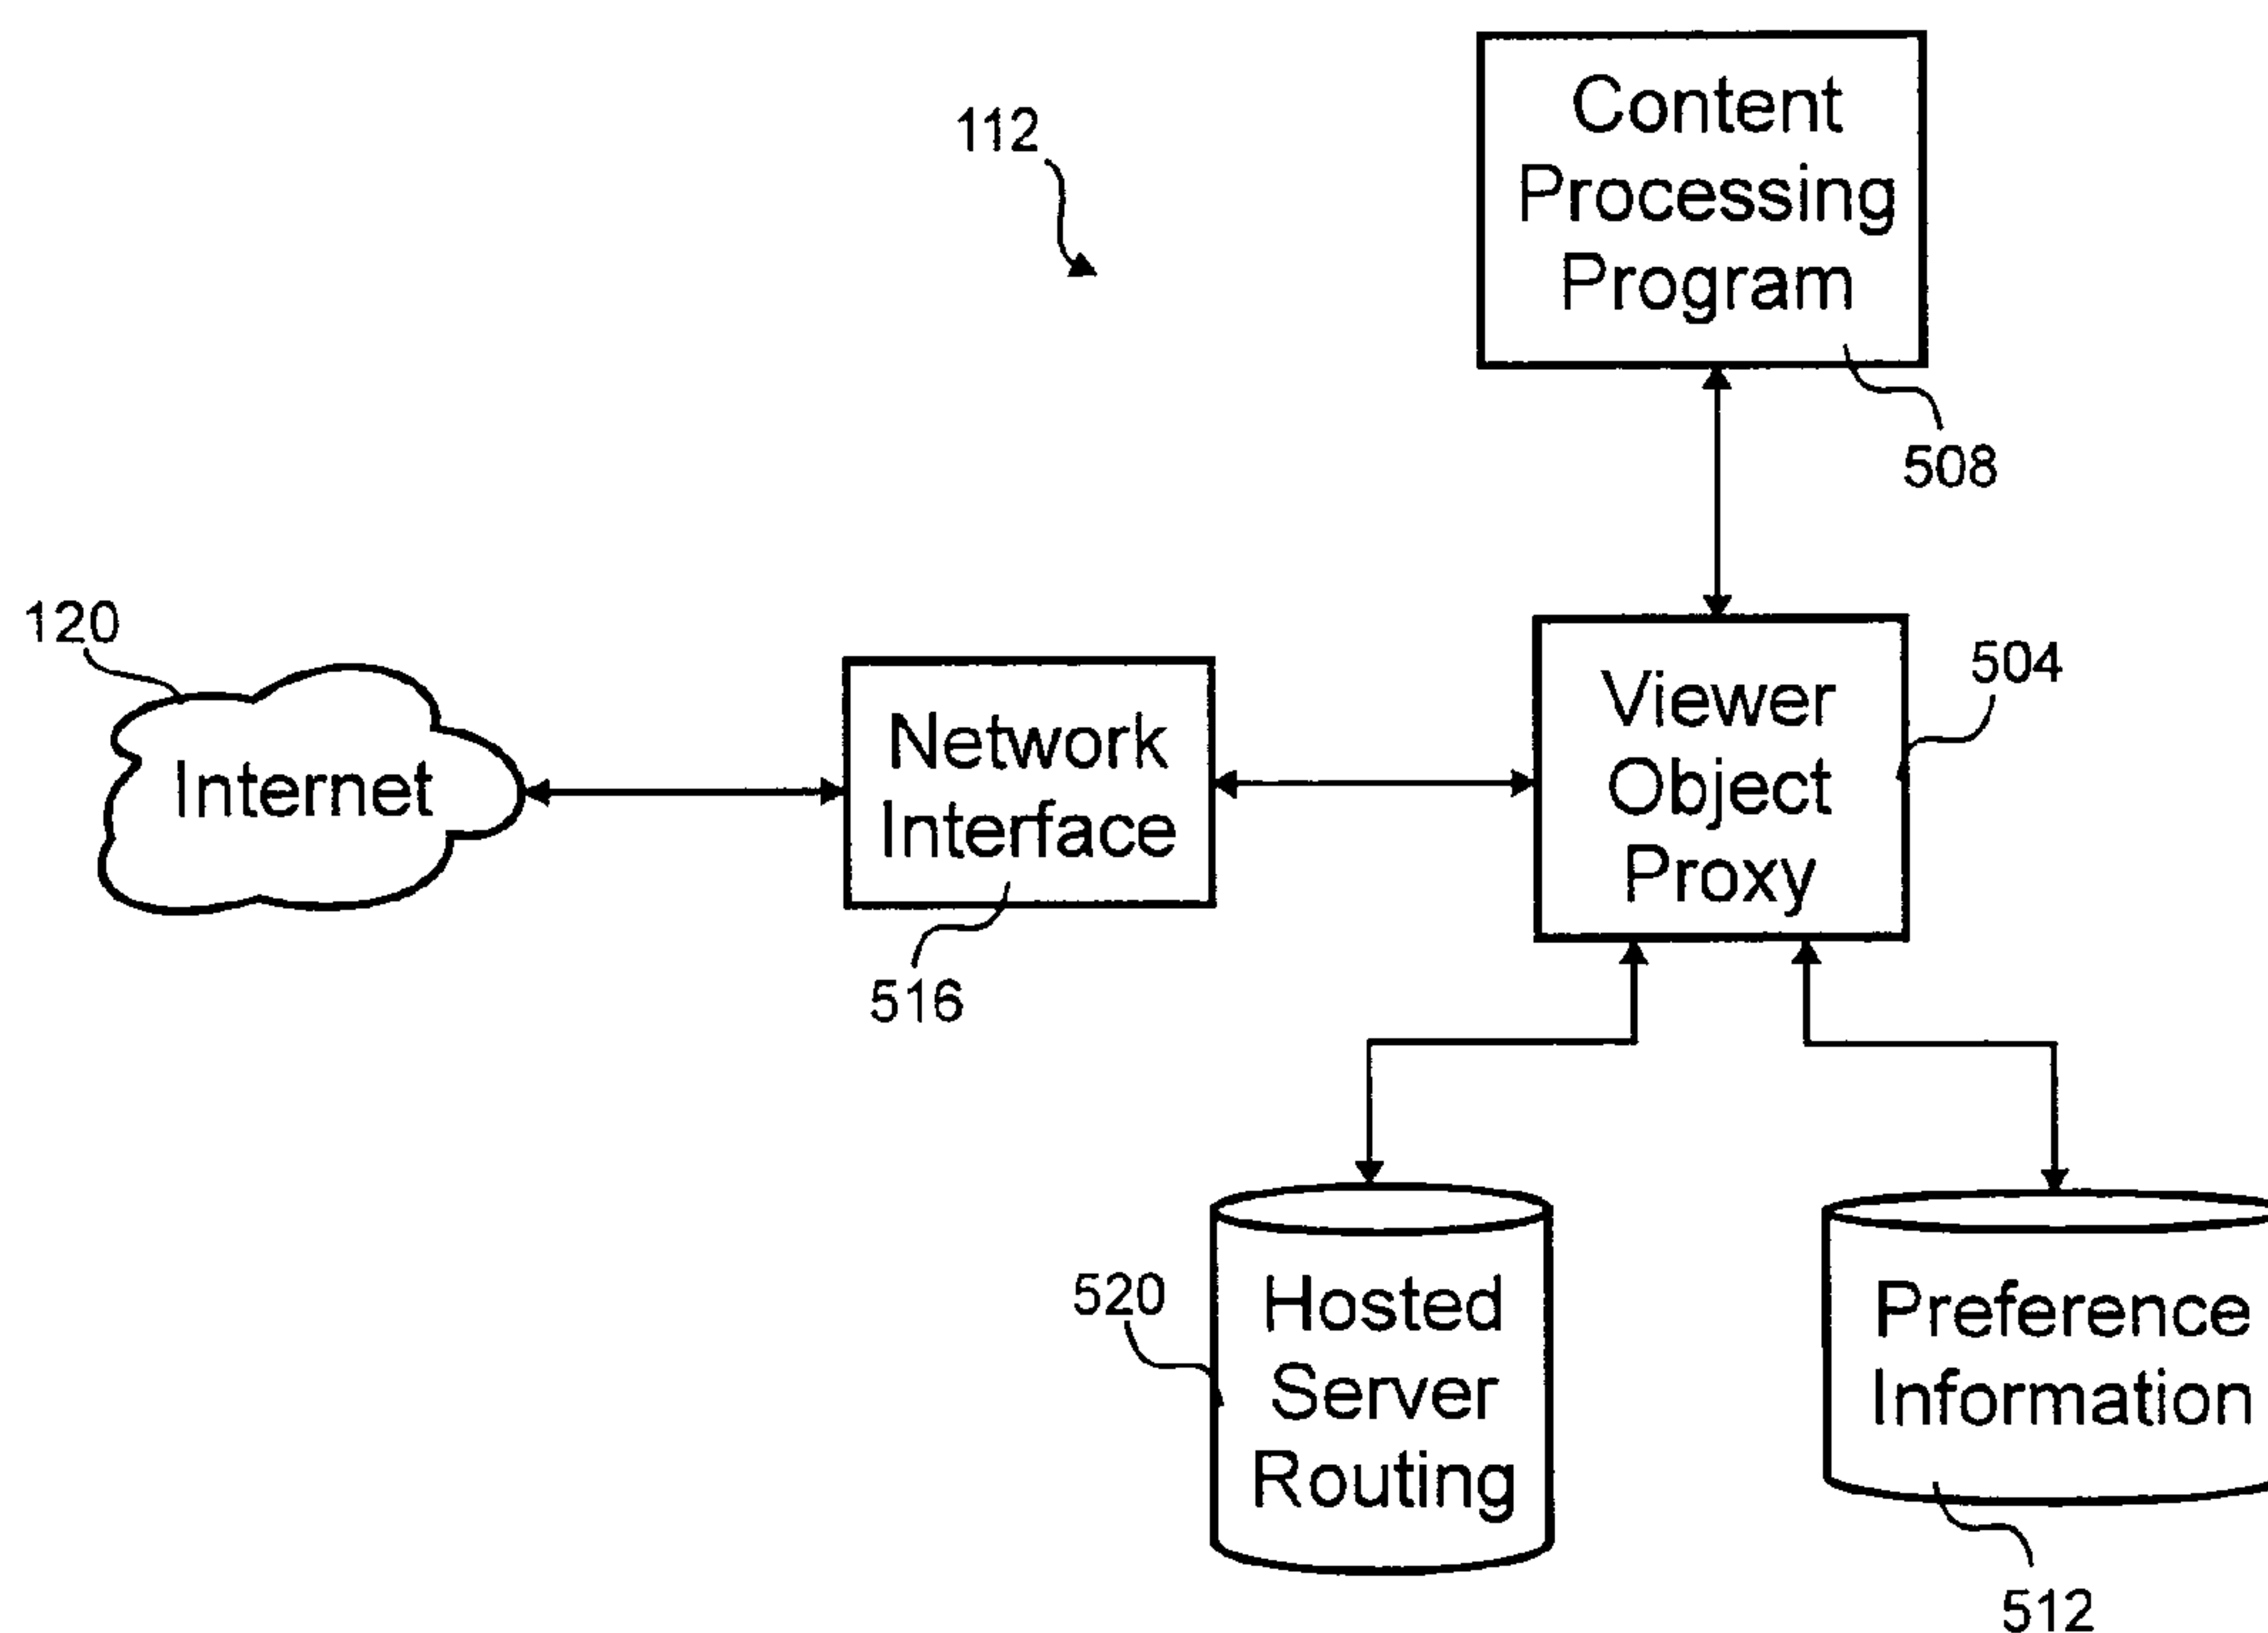 Content
Processing
Program
112
508
120
Internet
Network
Interface
516
Viewer
Object
Proxy
504
520
Hosted
Server
Routing
Preference
Information
512